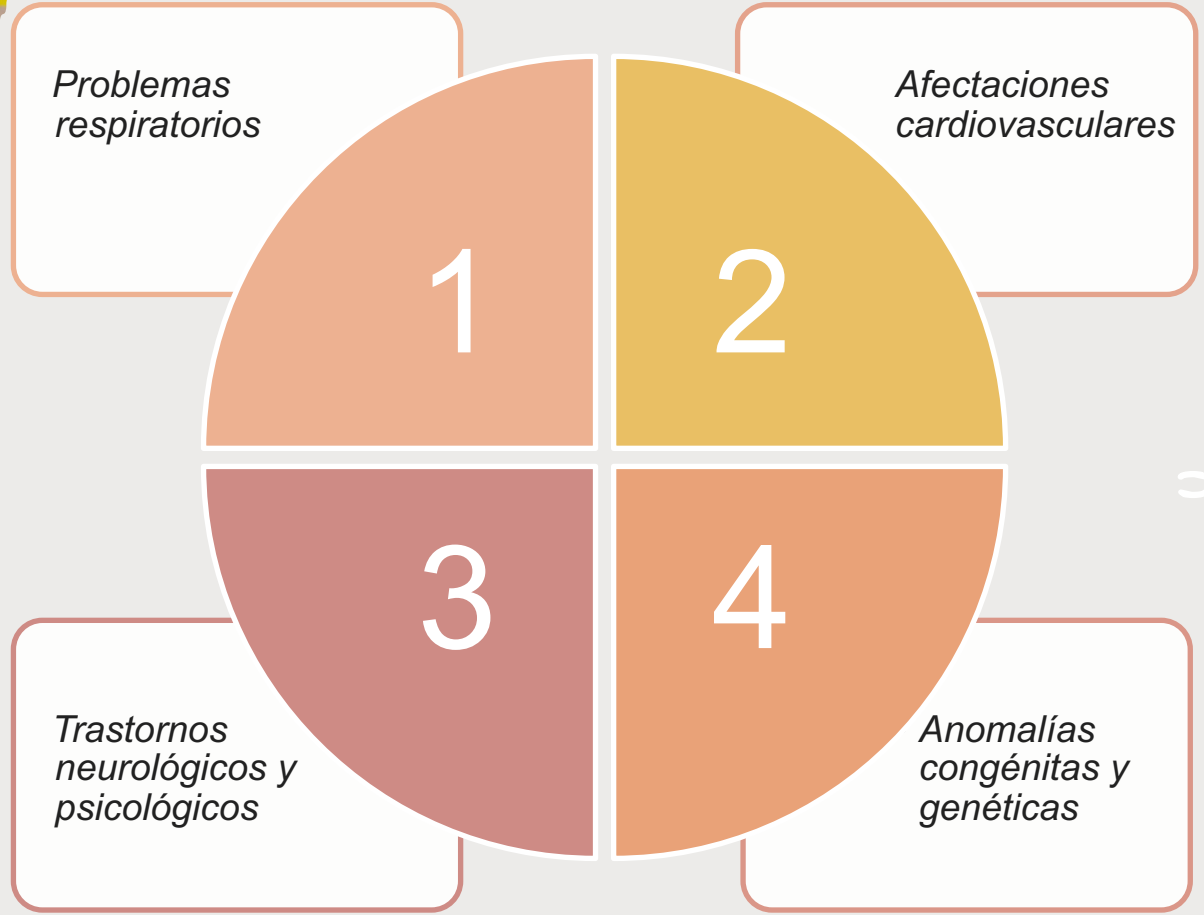 Problemas
respiratorios
1
2
Afectaciones
cardiovasculares
Trastornos
neurológicos y
psicológicos
3
4
Anomalías
congénitas y
genéticas